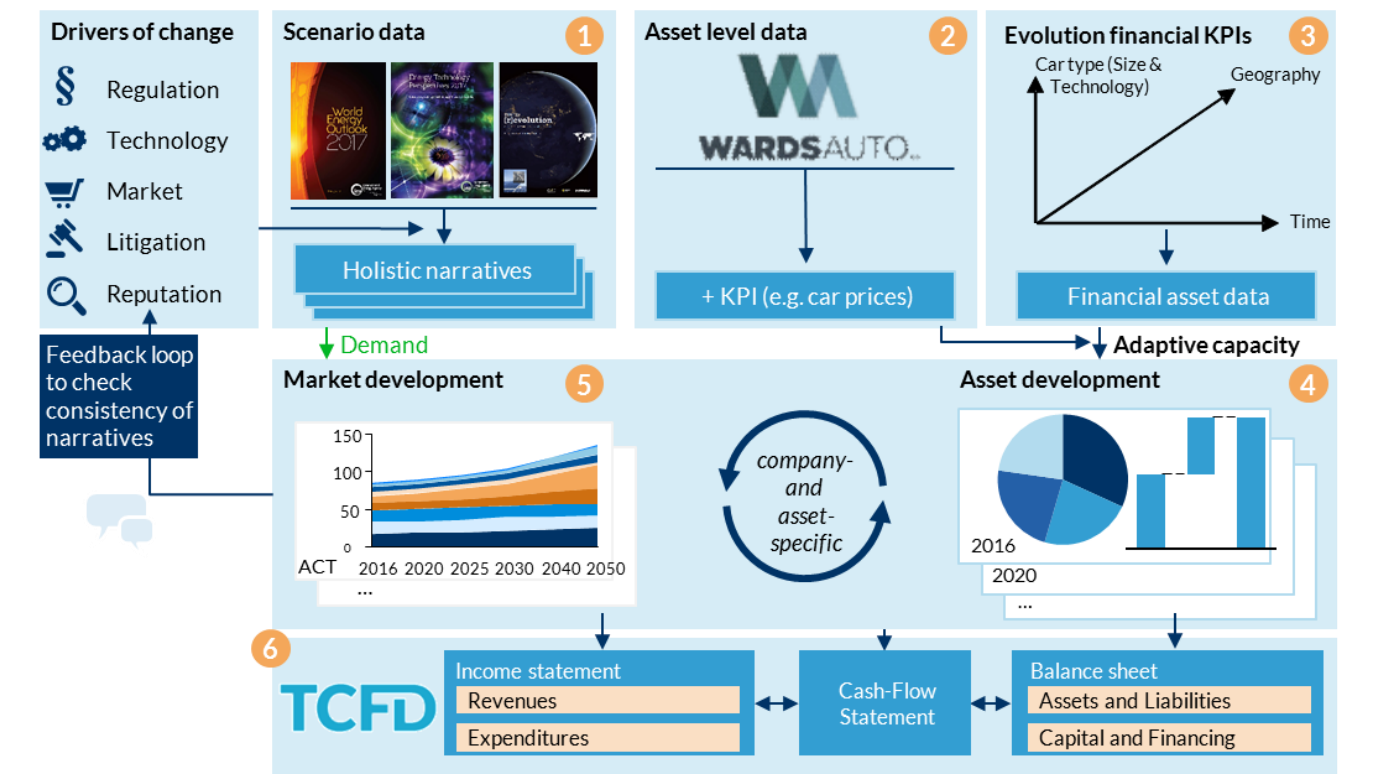 Drivers of change
§ Regulation
Technology
Market
Litigation
Reputation
Feedback loop
to check
consistency of
narratives
Scenario data
1
World
Energy
Outlook
2017
Energy Technology
Perspectives 2017
[r]evolution
Holistic narratives
Demand
Asset level data
2
WARDSAUTO
+ KPI (e.g. car prices)
Evolution financial KPIs
3
Car type (Size &
Technology)
Geography
Time
Financial asset data
Adaptive capacity
Market development
5
150
100
50
0
ACT
2016 2020 2025 2030 2040 2050
...
company-
and
asset-
specific
Asset development
4
2016
2020
...
6
TCFD
Income statement
Revenues
Expenditures
Cash-Flow
Statement
Balance sheet
Assets and Liabilities
Capital and Financing